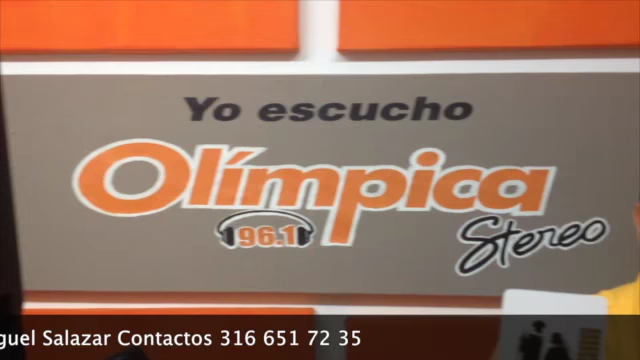 Yo escucho
Olímpica
96.1
Stereo
guel Salazar Contactos 316 651 72 35